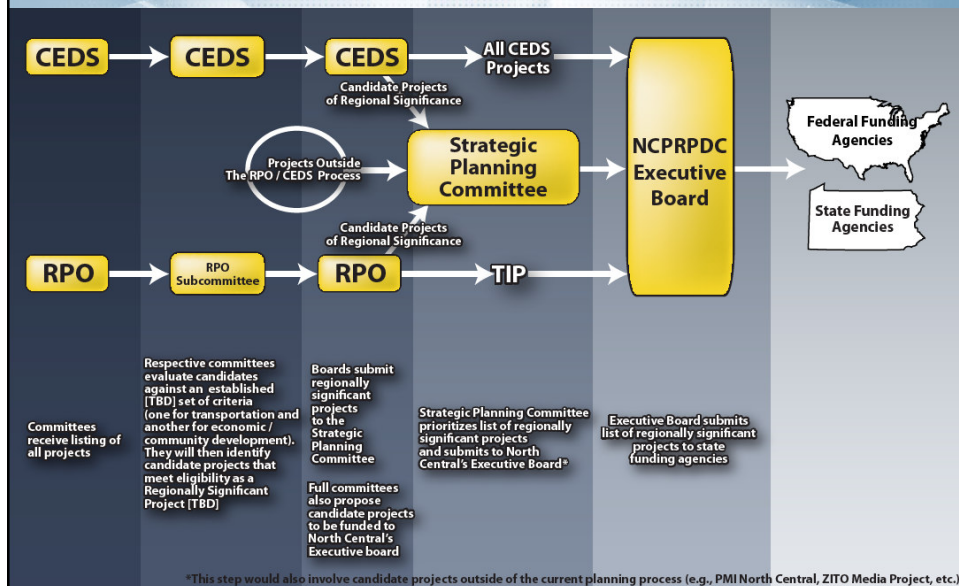 CEDS
CEDS
CEDS
All CEDS
Projects
Candidate Projects
of Regional Significance
Projects Outside
The RPO / CEDS Process
Strategic
Planning
Committee
NCPRPDC
Executive
Board
Federal Funding
Agencies
State Funding
Agencies
Candidate Projects
of Regional Significance
RPO
RPO
Subcommittee
RPO
TIP
Committees
receive listing of
all projects
Respective committees
evaluate candidates
against an established
[TBD] set of criteria
(one for transportation and
another for economic /
community development).
They will then identify
candidate projects that
meet eligibility as a
Regionally Significant
Project [TBD]
Boards submit
regionally
significant
projects
to the
Strategic
Planning
Committee
Full committees
also propose
candidate projects
to be funded to
North Central's
Executive board
Strategic Planning Committee
prioritizes list of regionally
significant projects
and submits to North
Central's Executive Board*
Executive Board submits
list of regionally significant
projects to state
funding agencies
*This step would also involve candidate projects outside of the current planning process (e.g., PMI North Central, ZITO Media Project, etc.)